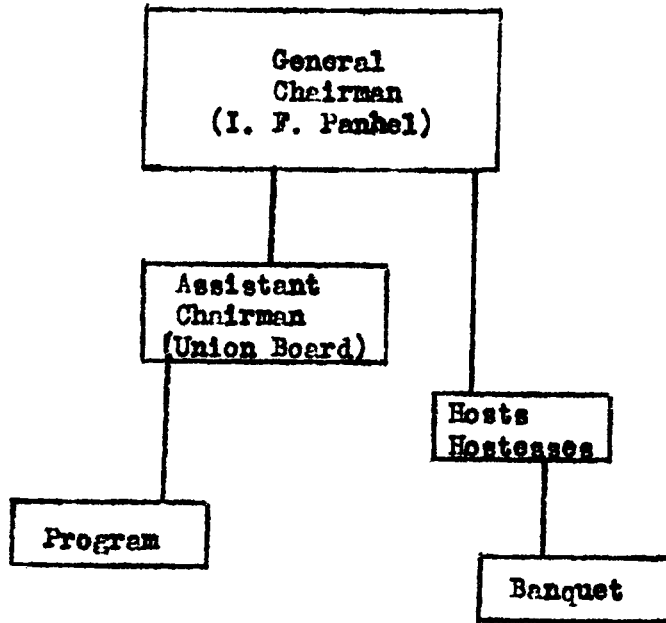 General
Chairman
(I. F. Panhel)
Assistant
Chairman
(Union Board)
Hosts
Hostesses
Program
Banquet